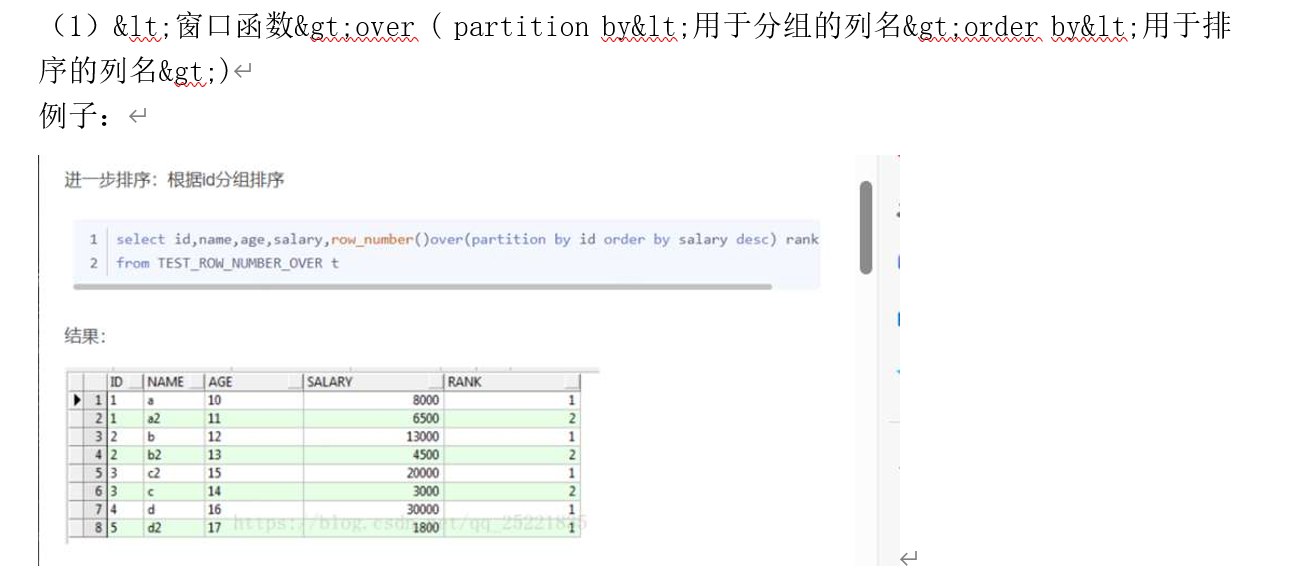 （1）&lt;窗口函数&gt;over（partition by&lt;用于分组的列名&gt;order by&lt;用于排
序的列名&gt;)
例子：
进一步排序：根据id分组排序
1 select id,name,age,salary,row_number()over(partition by id order by salary desc) rank
2 from TEST_ROW_NUMBER_OVER t
结果：
ID NAME AGE SALARY RANK
1 1 a 10 8000 1
2 1 a2 11 6500 2
3 2 b 12 13000 1
4 2 b2 13 4500 2
5 3 c2 15 20000 1
6 3 c 14 3000 2
7 4 d 16 30000 1
8 5 d2 17 1800 1